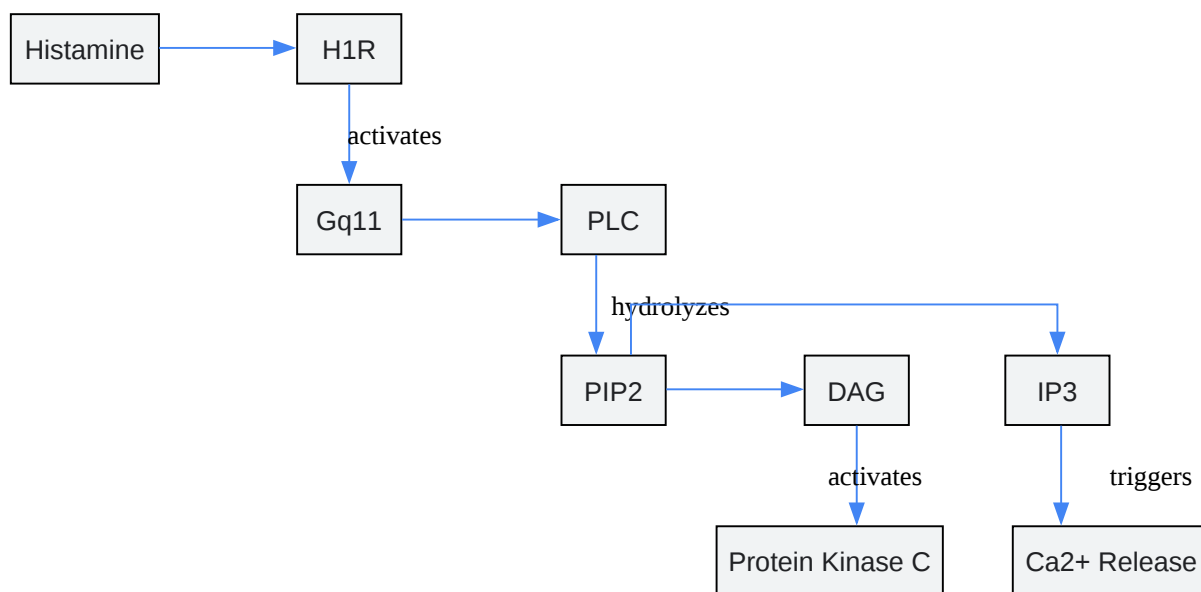 Histamine
H1R
activates
Gq11
PLC
hydrolyzes
PIP2
DAG
IP3
activates
triggers
Protein Kinase C
Ca2+ Release